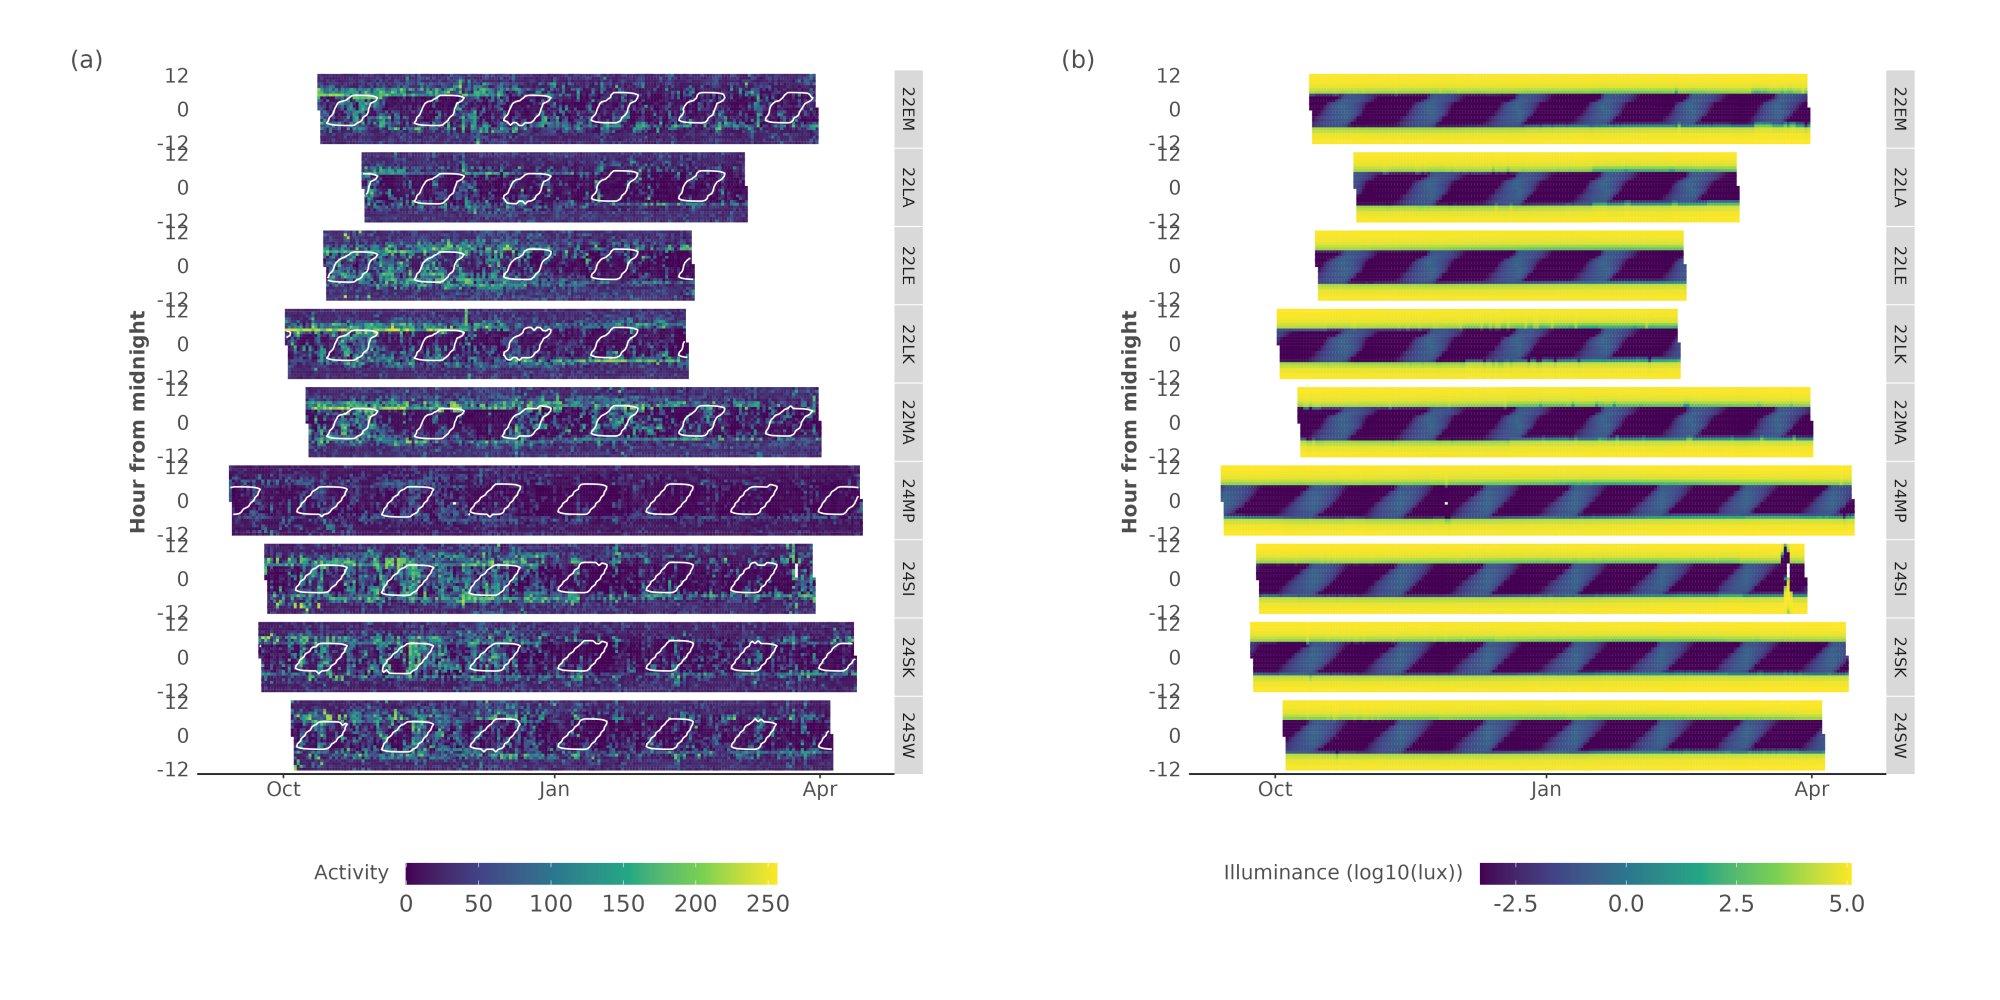 (a)
12
0
-12
22EM
12
0
-12
22LA
12
0
-12
22LE
12
0
-12
22LK
12
0
-12
22MA
12
0
-12
24MP
12
0
-12
24SI
12
0
-12
24SK
12
0
-12
24SW
Hour from midnight
Oct Jan Apr
Activity
0 50 100 150 200 250
(b)
12
0
-12
22EM
12
0
-12
22LA
12
0
-12
22LE
12
0
-12
22LK
12
0
-12
22MA
12
0
-12
24MP
12
0
-12
24SI
12
0
-12
24SK
12
0
-12
24SW
Hour from midnight
Oct Jan Apr
Illuminance (log10(lux))
-2.5 0.0 2.5 5.0